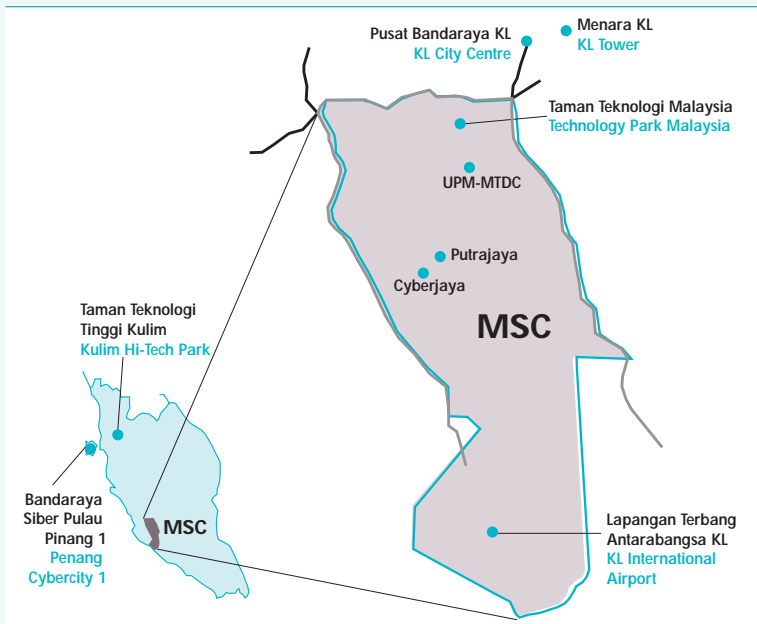 Pusat Bandaraya KL
KL City Centre
Menara KL
KL Tower
Taman Teknologi Malaysia
Technology Park Malaysia
UPM-MTDC
Putrajaya
Cyberjaya
MSC
Taman Teknologi
Tinggi Kulim
Kulim Hi-Tech Park
Bandaraya
Siber Pulau
Pinang 1
Penang
Cybercity 1
MSC
Lapangan Terbang
Antarabangsa KL
KL International
Airport